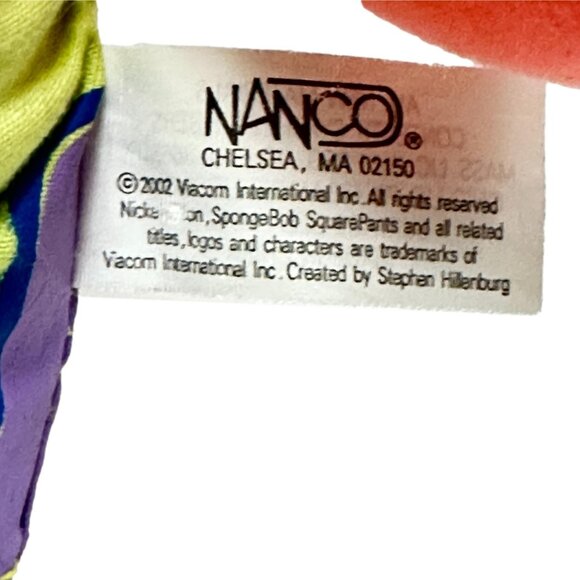 NANCO®
CHELSEA, MA 02150
©2002 Viacom International Inc. All rights reserved
SpongeBob SquarePants and all related
titles, logos and characters are trademarks of
Viacom International Inc. Created by Stephen Hillenburg